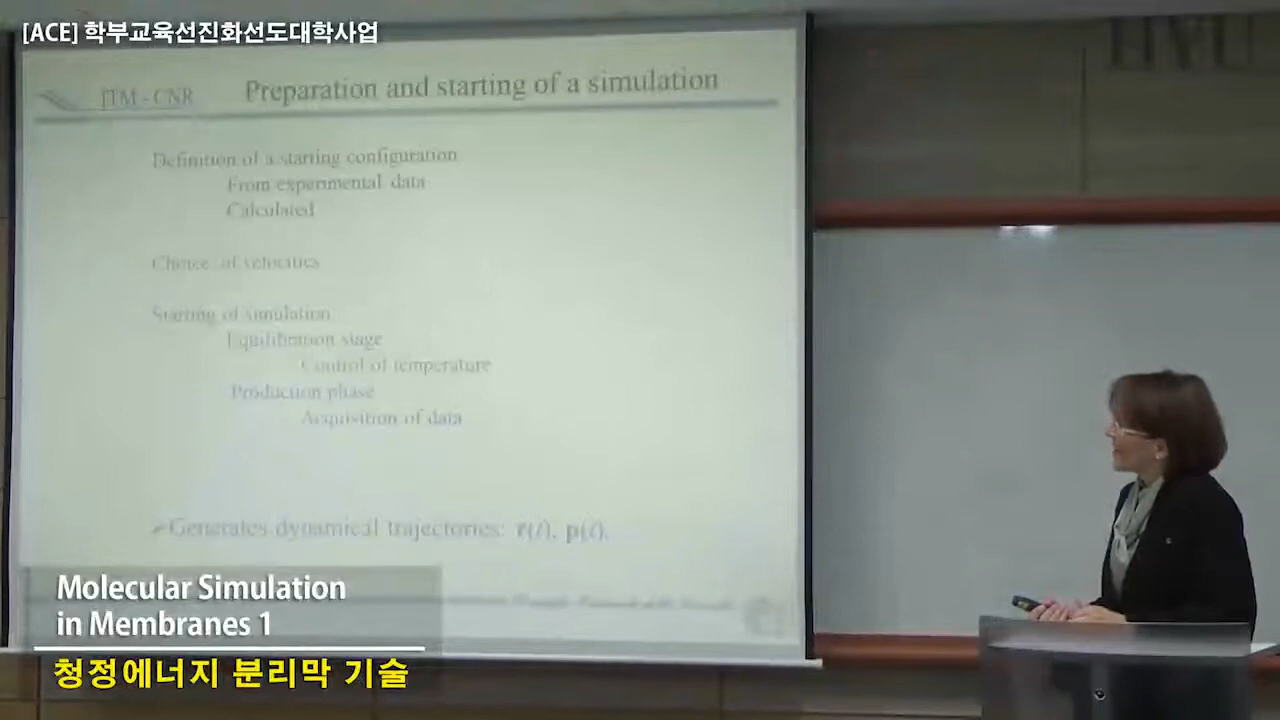 [ACE] 학부교육선진화선도대학사업
ITM - CNR
Preparation and starting of a simulation
Definition of a starting configuration
From experimental data
Calculated
Choice of velocities
Starting of simulation
Equilibration stage
Control of temperature
Production phase
Acquisition of data
➢Generates dynamical trajectories: r(t), p(t).
Molecular Simulation
in Membranes 1
청정에너지 분리막 기술